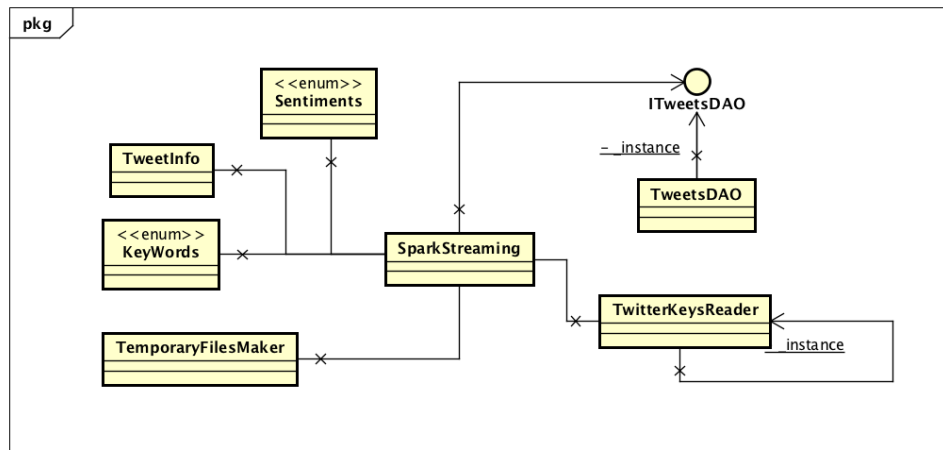 pkg
<<enum>>
Sentiments
ITweetsDAO
- _instance
TweetInfo
TweetsDAO
<<enum>>
KeyWords
SparkStreaming
TwitterKeysReader
TemporaryFilesMaker
- _instance